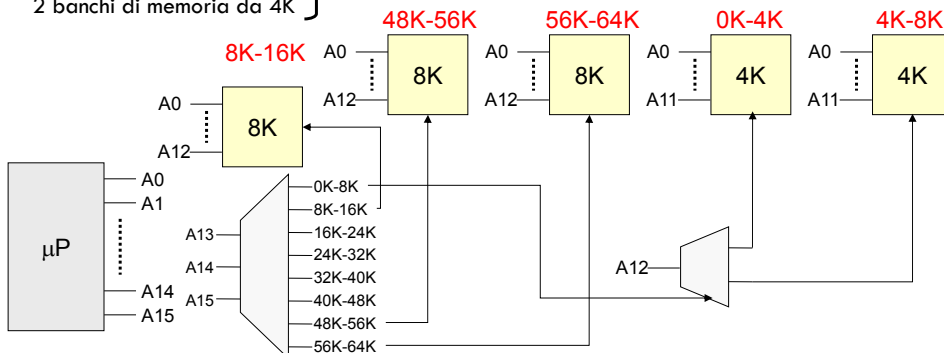 2 banchi di memoria da 4K
8K-16K
48K-56K
56K-64K
0K-4K
4K-8K
A0
A12
8K
A0
A12
8K
A0
A12
8K
A0
A11
4K
A0
A11
4K
μP
A0
A1
A14
A15
A13
A14
A15
0K-8K
8K-16K
16K-24K
24K-32K
32K-40K
40K-48K
48K-56K
56K-64K
A12